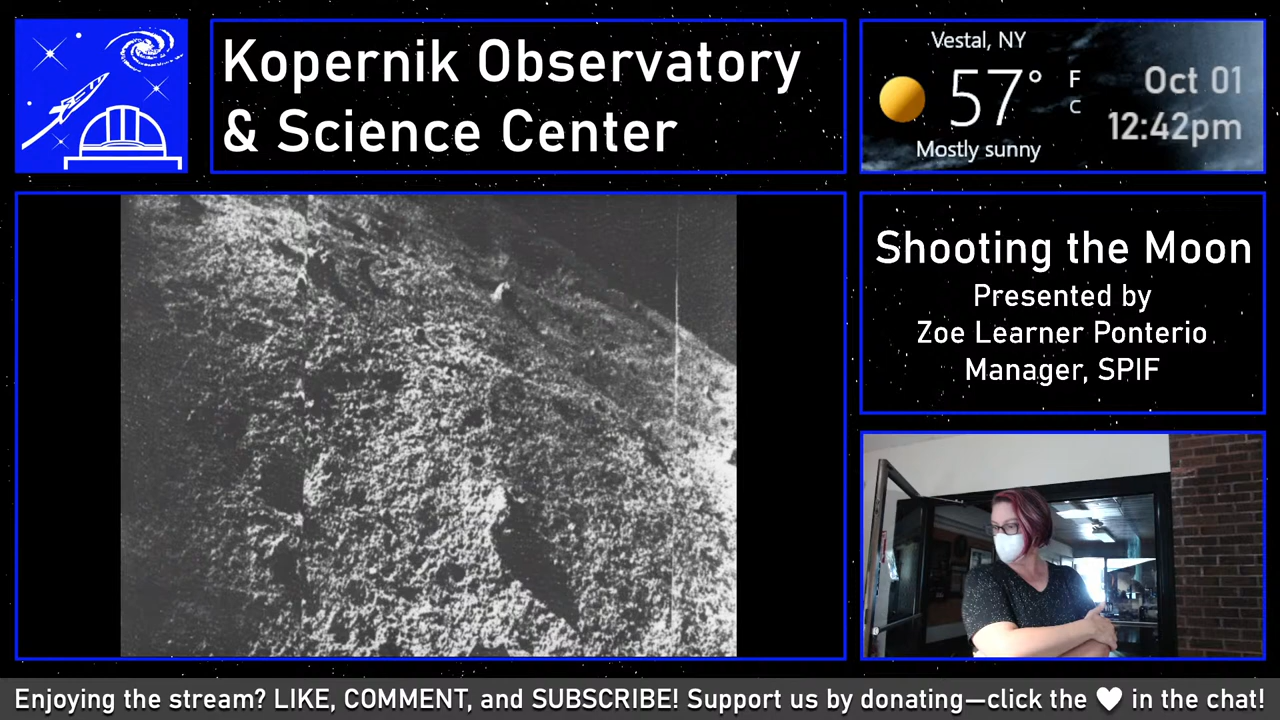 Kopernik Observatory
& Science Center
Vestal, NY
57°
F
C
Mostly sunny
Oct 01
12:42pm
Shooting the Moon
Presented by
Zoe Learner Ponterio
Manager, SPIF
Enjoying the stream? LIKE, COMMENT, and SUBSCRIBE! Support us by donating—click the ♥ in the chat!